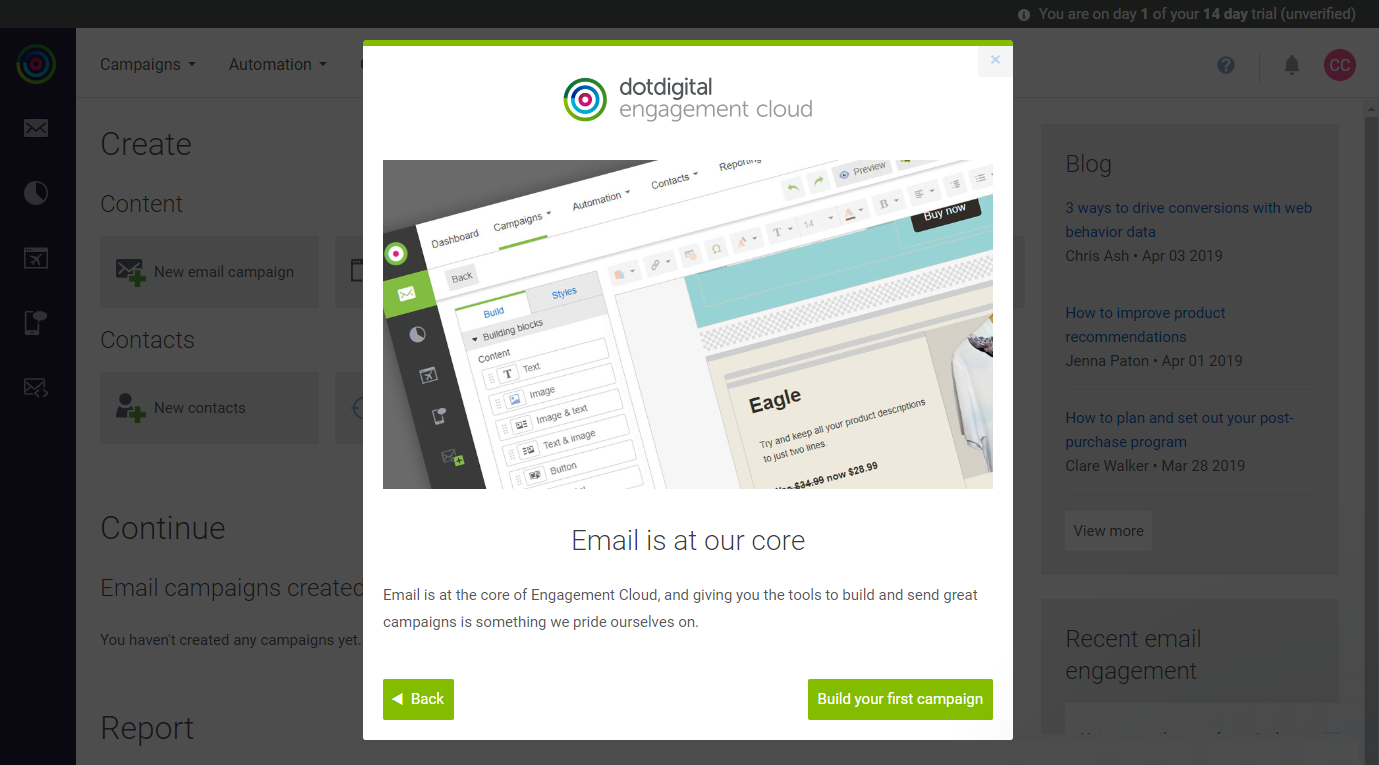 You are on day 1 of your 14 day trial (unverified)
Campaigns
Automation
CC
Create
Content
New email campaign
Contacts
New contacts
Continue
Email campaigns created
You haven't created any campaigns yet.
Report
dotdigital
engagement cloud
Dashboard
Campaigns
Automation
Contacts
Reporting
Preview
Back
Build
Styles
Building blocks
Content
Text
Image
Image & text
Text & image
Button
T
14
B
Buy now
Eagle
Try and keep all your product descriptions
to just two lines.
$34.99 now $28.99
Email is at our core
Email is at the core of Engagement Cloud, and giving you the tools to build and send great
campaigns is something we pride ourselves on.
Back
Build your first campaign
Blog
3 ways to drive conversions with web
behavior data
Chris Ash • Apr 03 2019
How to improve product
recommendations
Jenna Paton • Apr 01 2019
How to plan and set out your post-
purchase program
Clare Walker • Mar 28 2019
View more
Recent email
engagement